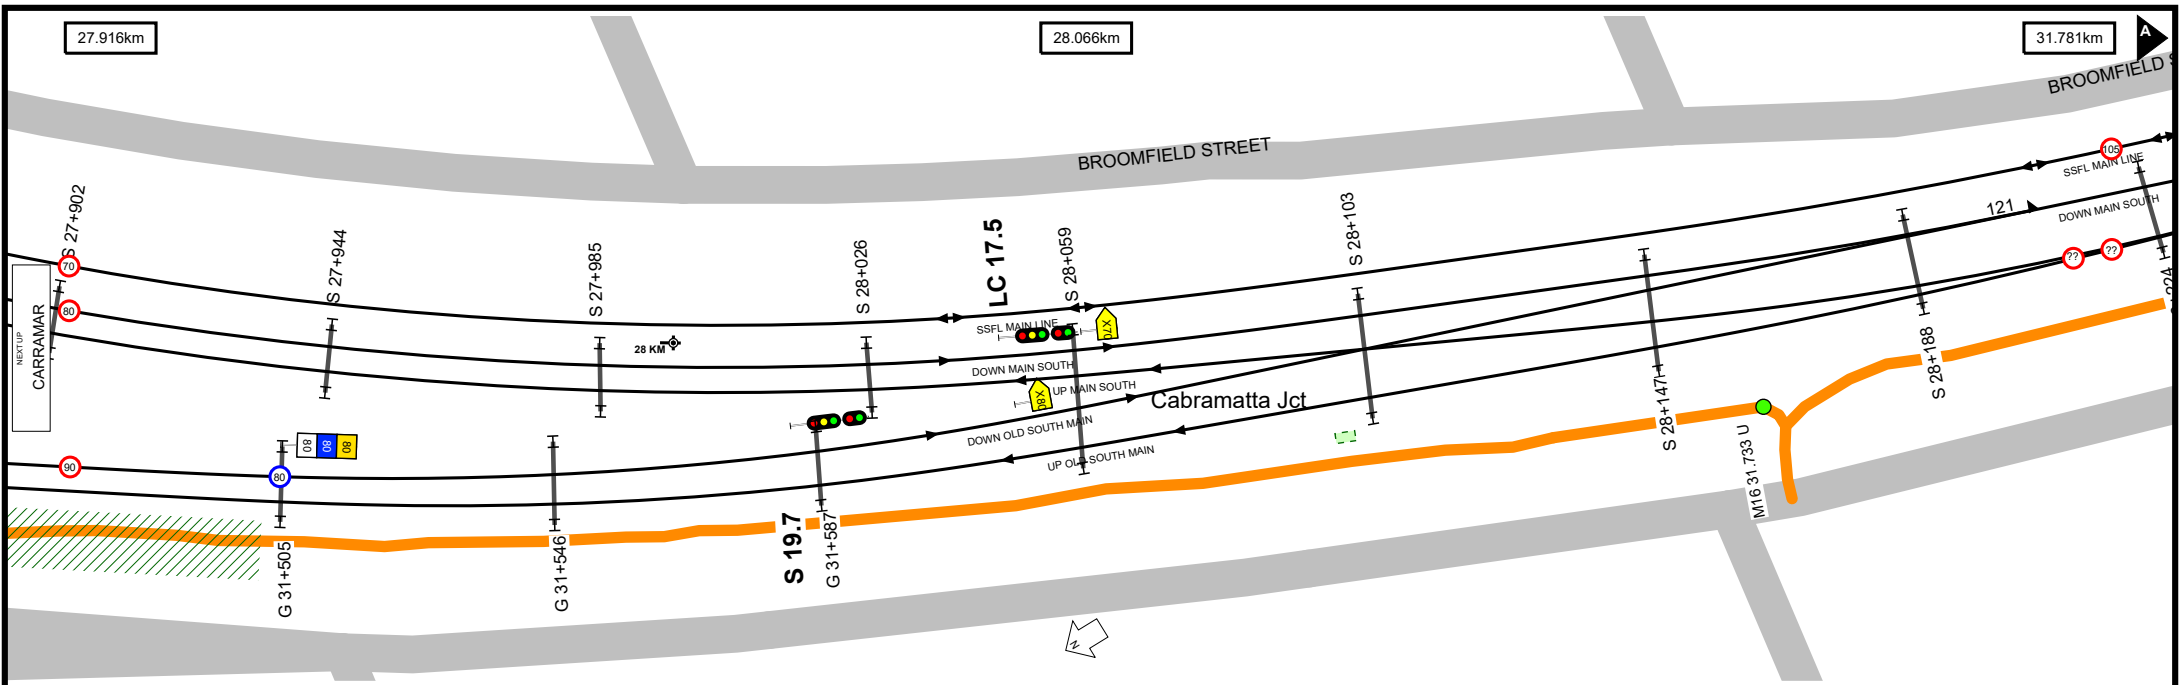 27.916km
28.066km
31.781km
A
BROOMFIELD S
BROOMFIELD STREET
S 27+902
S 27+944
S 27+985
S 28+026
LC 17.5
S 28+059
S 28+103
121
105
SSFL MAIN LINE
DOWN MAIN SOUTH
70
80
NEXT UP
CARRAMAR
28 KM
SSFL MAIN LINE
X70
DOWN MAIN SOUTH
UP MAIN SOUTH
X80
Cabramatta Jct
DOWN OLD SOUTH MAIN
UP OLD SOUTH MAIN
??
??
80
80
80
90
80
S 28+147
S 28+188
M16 31.733 U
G 31+505
G 31+546
S 19.7
G 31+587
N